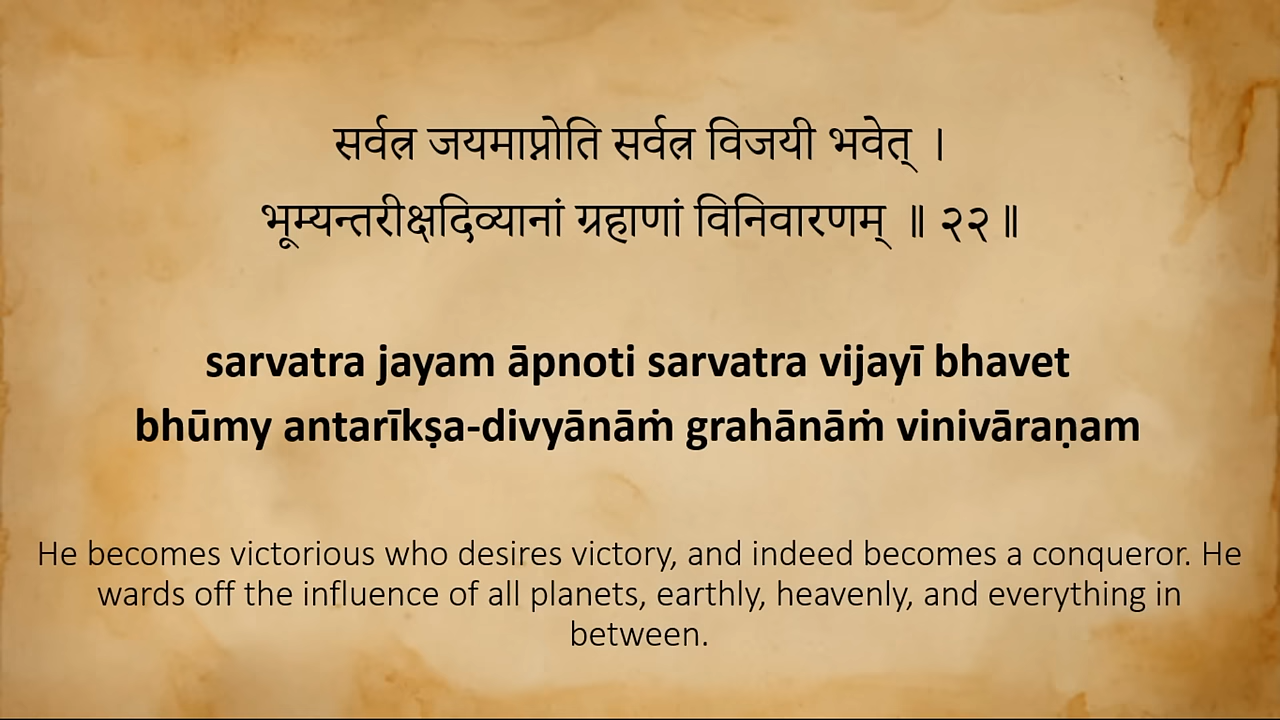 सर्वत्र जयमाप्नोति सर्वत्र विजयी भवेत् ।
भूम्यन्तरीक्षदिव्यानां ग्रहाणां विनिवारणम् ॥ २२ ॥
sarvatra jayam āpnoti sarvatra vijayī bhavet
bhūmy antarīkṣa-divyānāṁ grahānāṁ vinivāraṇam
He becomes victorious who desires victory, and indeed becomes a conqueror. He
wards off the influence of all planets, earthly, heavenly, and everything in
between.